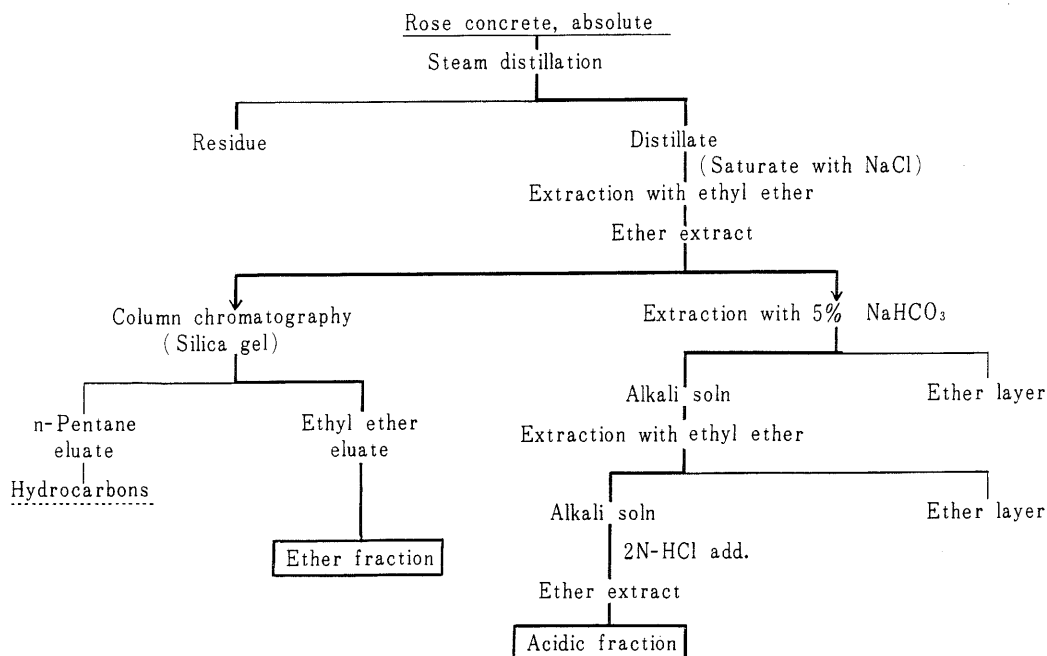 Rose concrete, absolute
Steam distillation
Residue
Distillate
(Saturate with NaCl)
Extraction with ethyl ether
Ether extract
Column chromatography
(Silica gel)
Extraction with 5% NaHCO₃
n-Pentane
eluate
Ethyl ether
eluate
Hydrocarbons
Ether fraction
Alkali soln
Ether layer
Extraction with ethyl ether
Alkali soln
Ether layer
2N-HCl add.
Ether extract
Acidic fraction